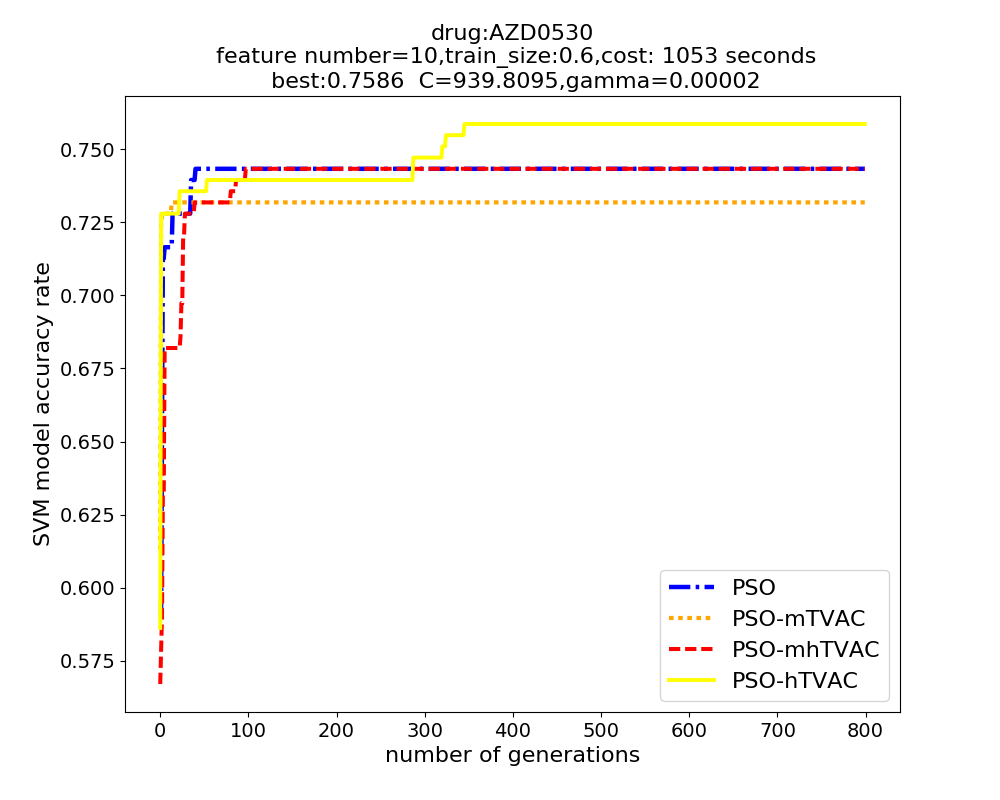 drug:AZD0530
feature number=10,train_size:0.6,cost: 1053 seconds
best:0.7586  C=939.8095,gamma=0.00002
SVM model accuracy rate
0.750
0.725
0.700
0.675
0.650
0.625
0.600
0.575
PSO
PSO-mTVAC
PSO-mhTVAC
PSO-hTVAC
0 100 200 300 400 500 600 700 800
number of generations